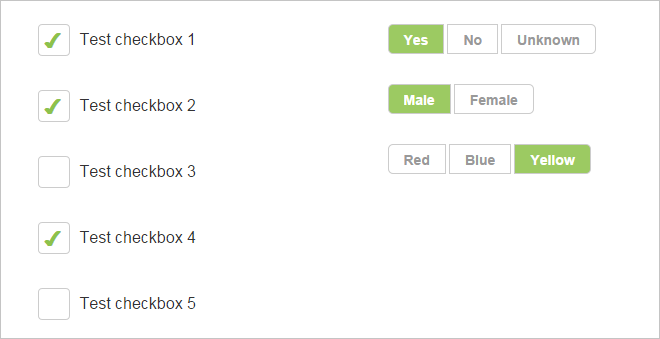 Test checkbox 1
Test checkbox 2
Test checkbox 3
Test checkbox 4
Test checkbox 5
Yes No Unknown
Male Female
Red Blue Yellow